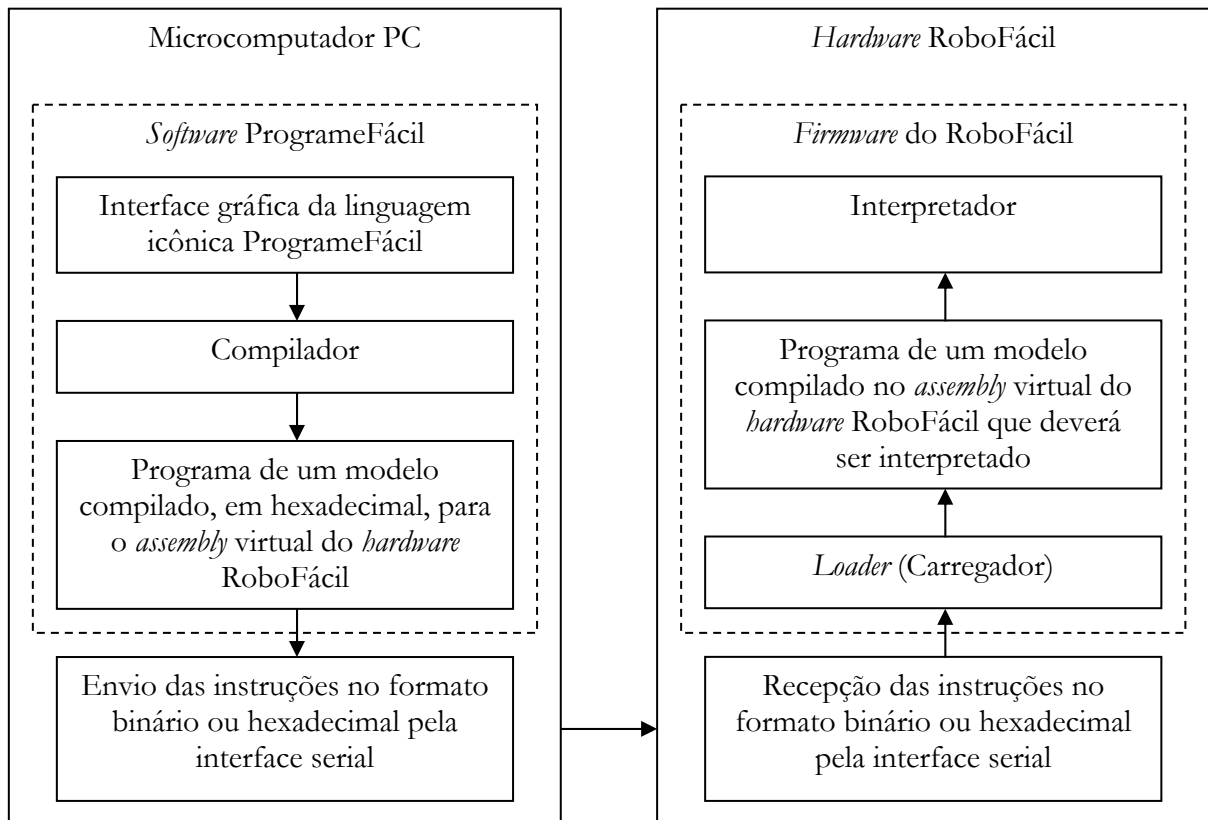 Microcomputador PC
Software ProgrameFácil
Interface gráfica da linguagem
icônica ProgrameFácil
Compilador
Programa de um modelo
compilado, em hexadecimal, para
o assembly virtual do hardware
RoboFácil
Envio das instruções no formato
binário ou hexadecimal pela
interface serial
Hardware RoboFácil
Firmware do RoboFácil
Interpretador
Programa de um modelo
compilado no assembly virtual do
hardware RoboFácil que deverá
ser interpretado
Loader (Carregador)
Recepção das instruções no
formato binário ou hexadecimal
pela interface serial